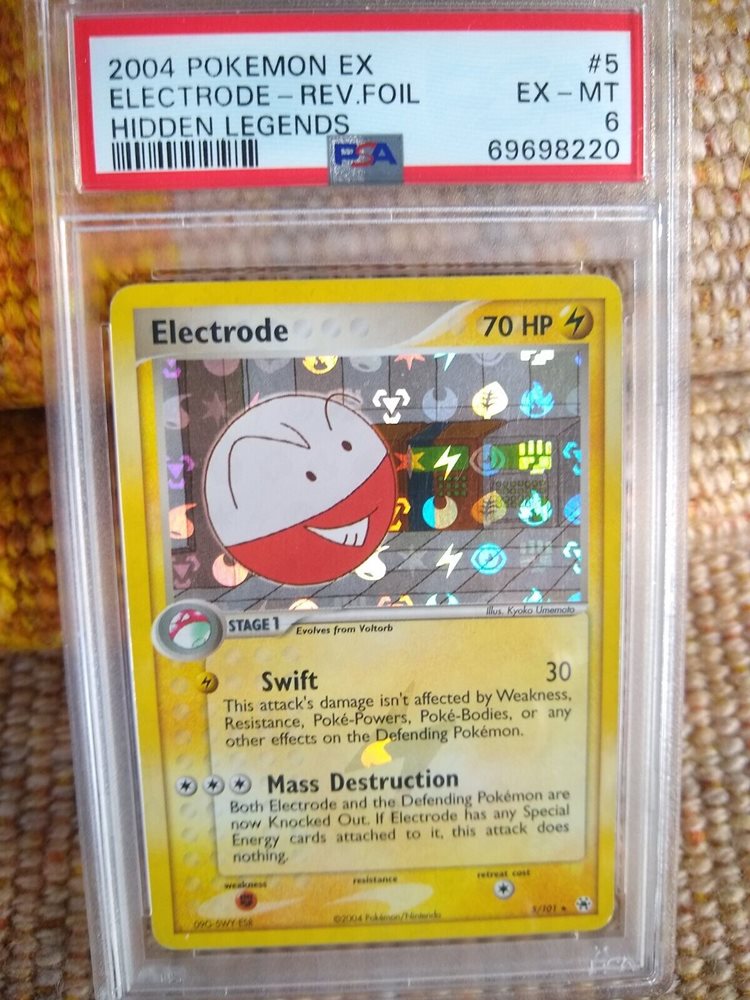 2004 POKEMON EX #5
ELECTRODE-REV.FOIL EX-MT
HIDDEN LEGENDS 6
PSA 69698220
Electrode 70 HP
Illus. Kyoko Umemoto
STAGE 1 Evolves from Voltorb
Swift 30
This attack's damage isn't affected by Weakness,
Resistance, Poké-Powers, Poké-Bodies, or any
other effects on the Defending Pokémon.
Mass Destruction
Both Electrode and the Defending Pokémon are
now Knocked Out. If Electrode has any Special
Energy cards attached to it, this attack does
nothing.
weakness resistance retreat cost
©2004 Pokémon/Nintendo 5/101